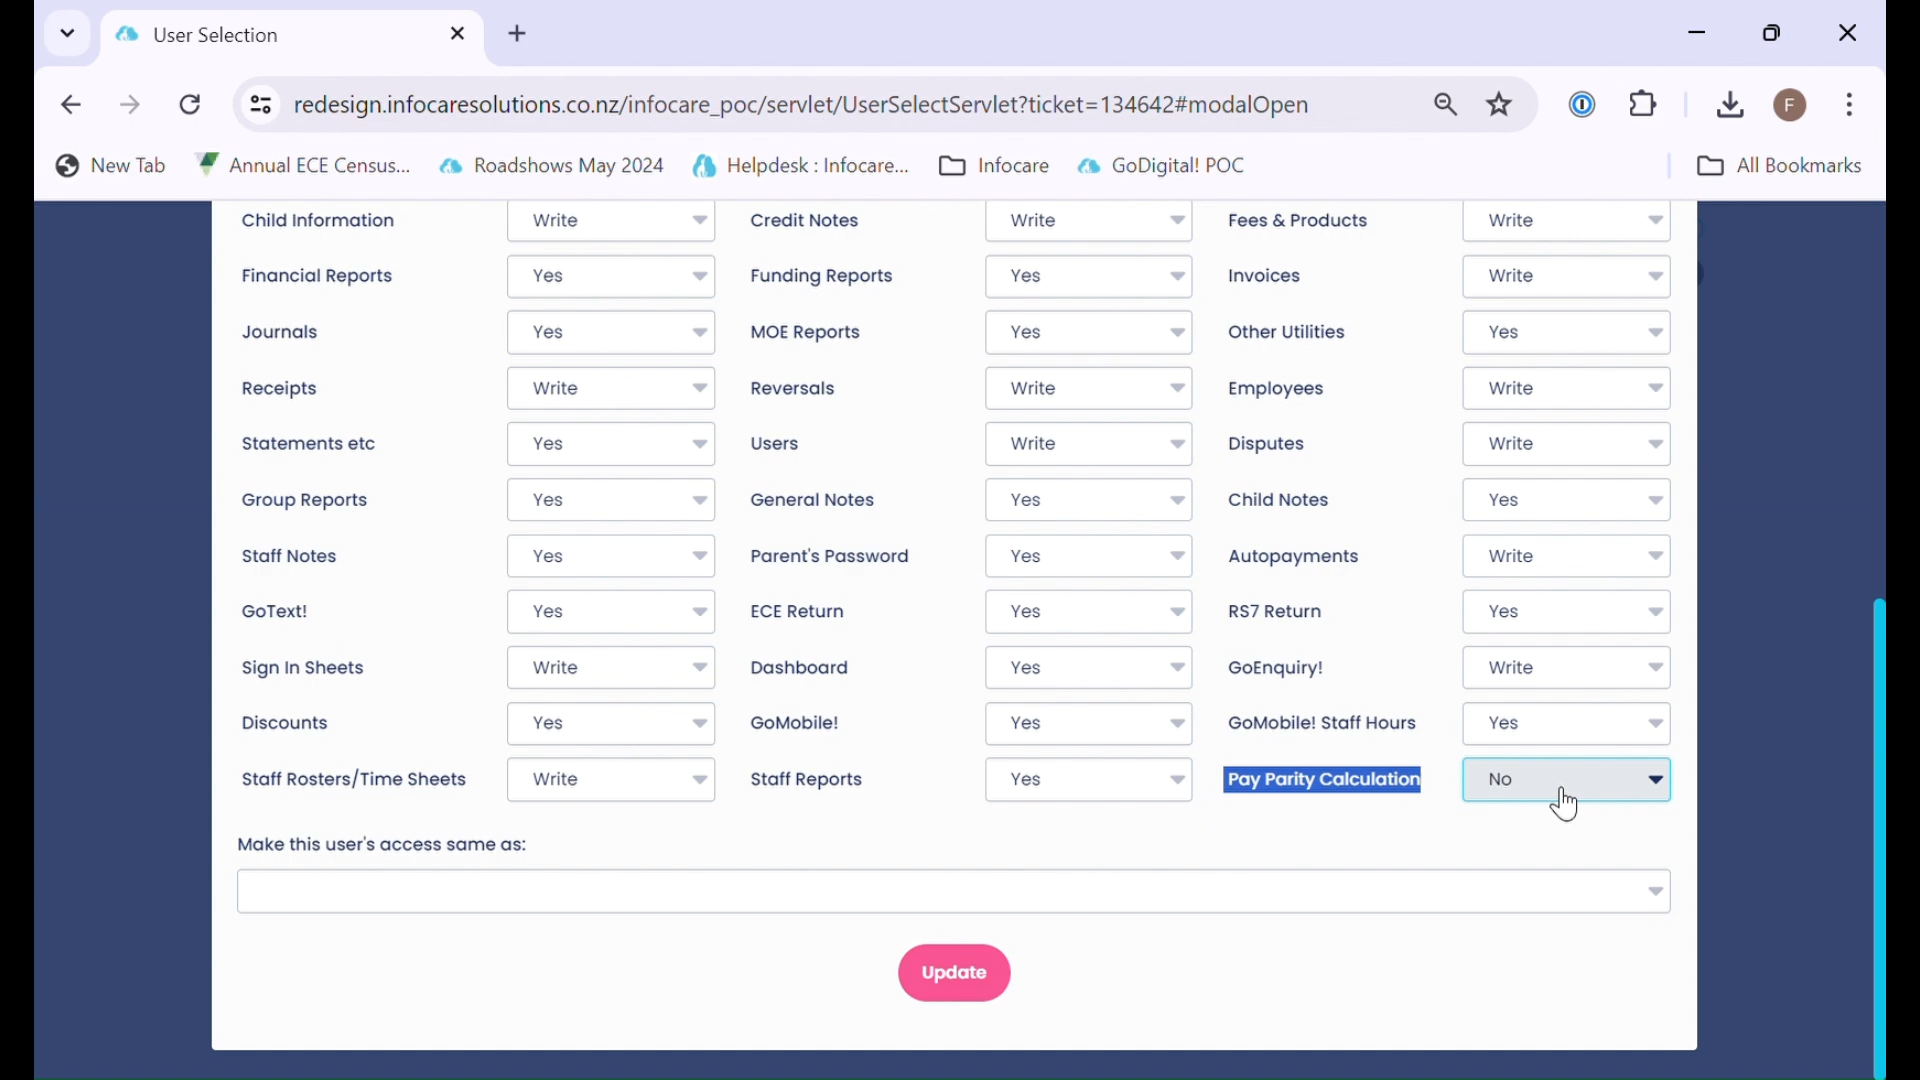 User Selection
redesign.infocaresolutions.co.nz/infocare_poc/servlet/UserSelectServlet?ticket=134642#modalOpen
F
New Tab Annual ECE Census... Roadshows May 2024 Helpdesk : Infocare... Infocare GoDigital! POC All Bookmarks
Child Information Write Credit Notes Write Fees & Products Write
Financial Reports Yes Funding Reports Yes Invoices Write
Journals Yes MOE Reports Yes Other Utilities Yes
Receipts Write Reversals Write Employees Write
Statements etc Yes Users Write Disputes Write
Group Reports Yes General Notes Yes Child Notes Yes
Staff Notes Yes Parent's Password Yes Autopayments Write
GoText! Yes ECE Return Yes RS7 Return Yes
Sign In Sheets Write Dashboard Yes GoEnquiry! Write
Discounts Yes GoMobile! Yes GoMobile! Staff Hours Yes
Staff Rosters/Time Sheets Write Staff Reports Yes Pay Parity Calculation No
Make this user's access same as:
Update